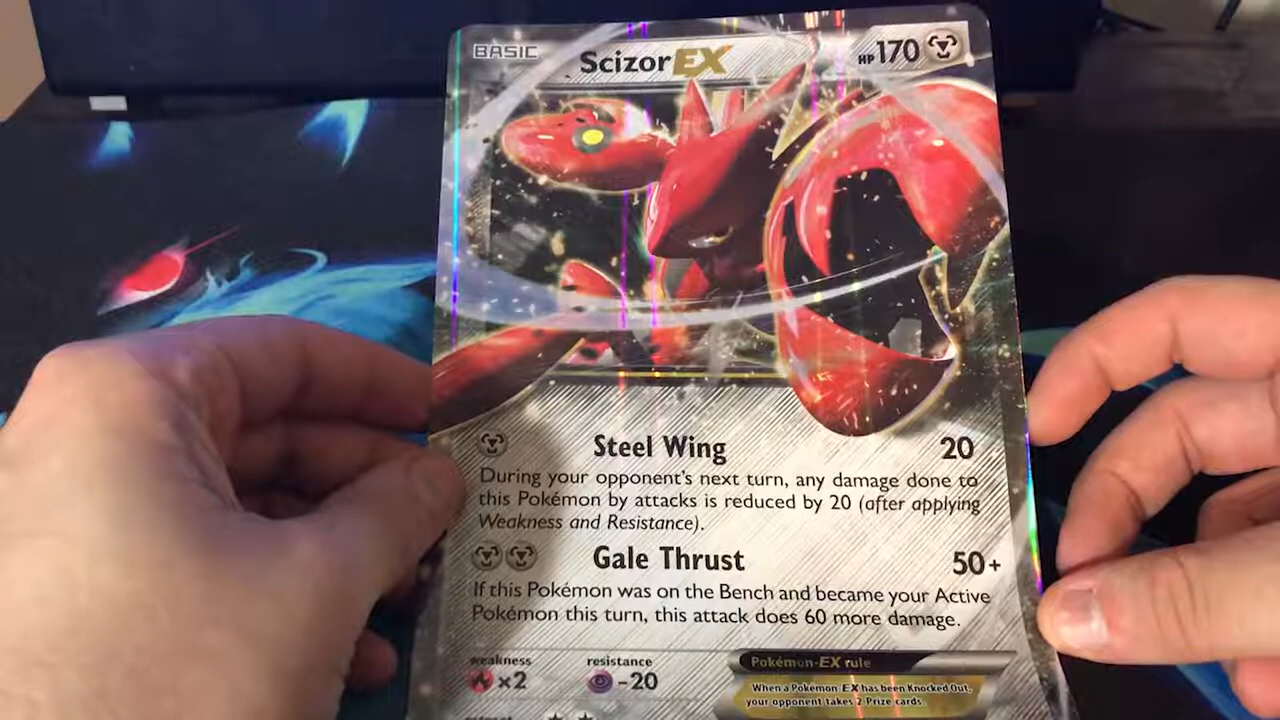 BASIC ScizorEX HP170
Steel Wing 20
During your opponent's next turn, any damage done to
this Pokémon by attacks is reduced by 20 (after applying
Weakness and Resistance).
Gale Thrust 50+
If this Pokémon was on the Bench and became your Active
Pokémon this turn, this attack does 60 more damage.
weakness resistance Pokémon-EX rule
×2 -20
When a Pokémon EX has been Knocked Out,
your opponent takes 2 Prize cards.